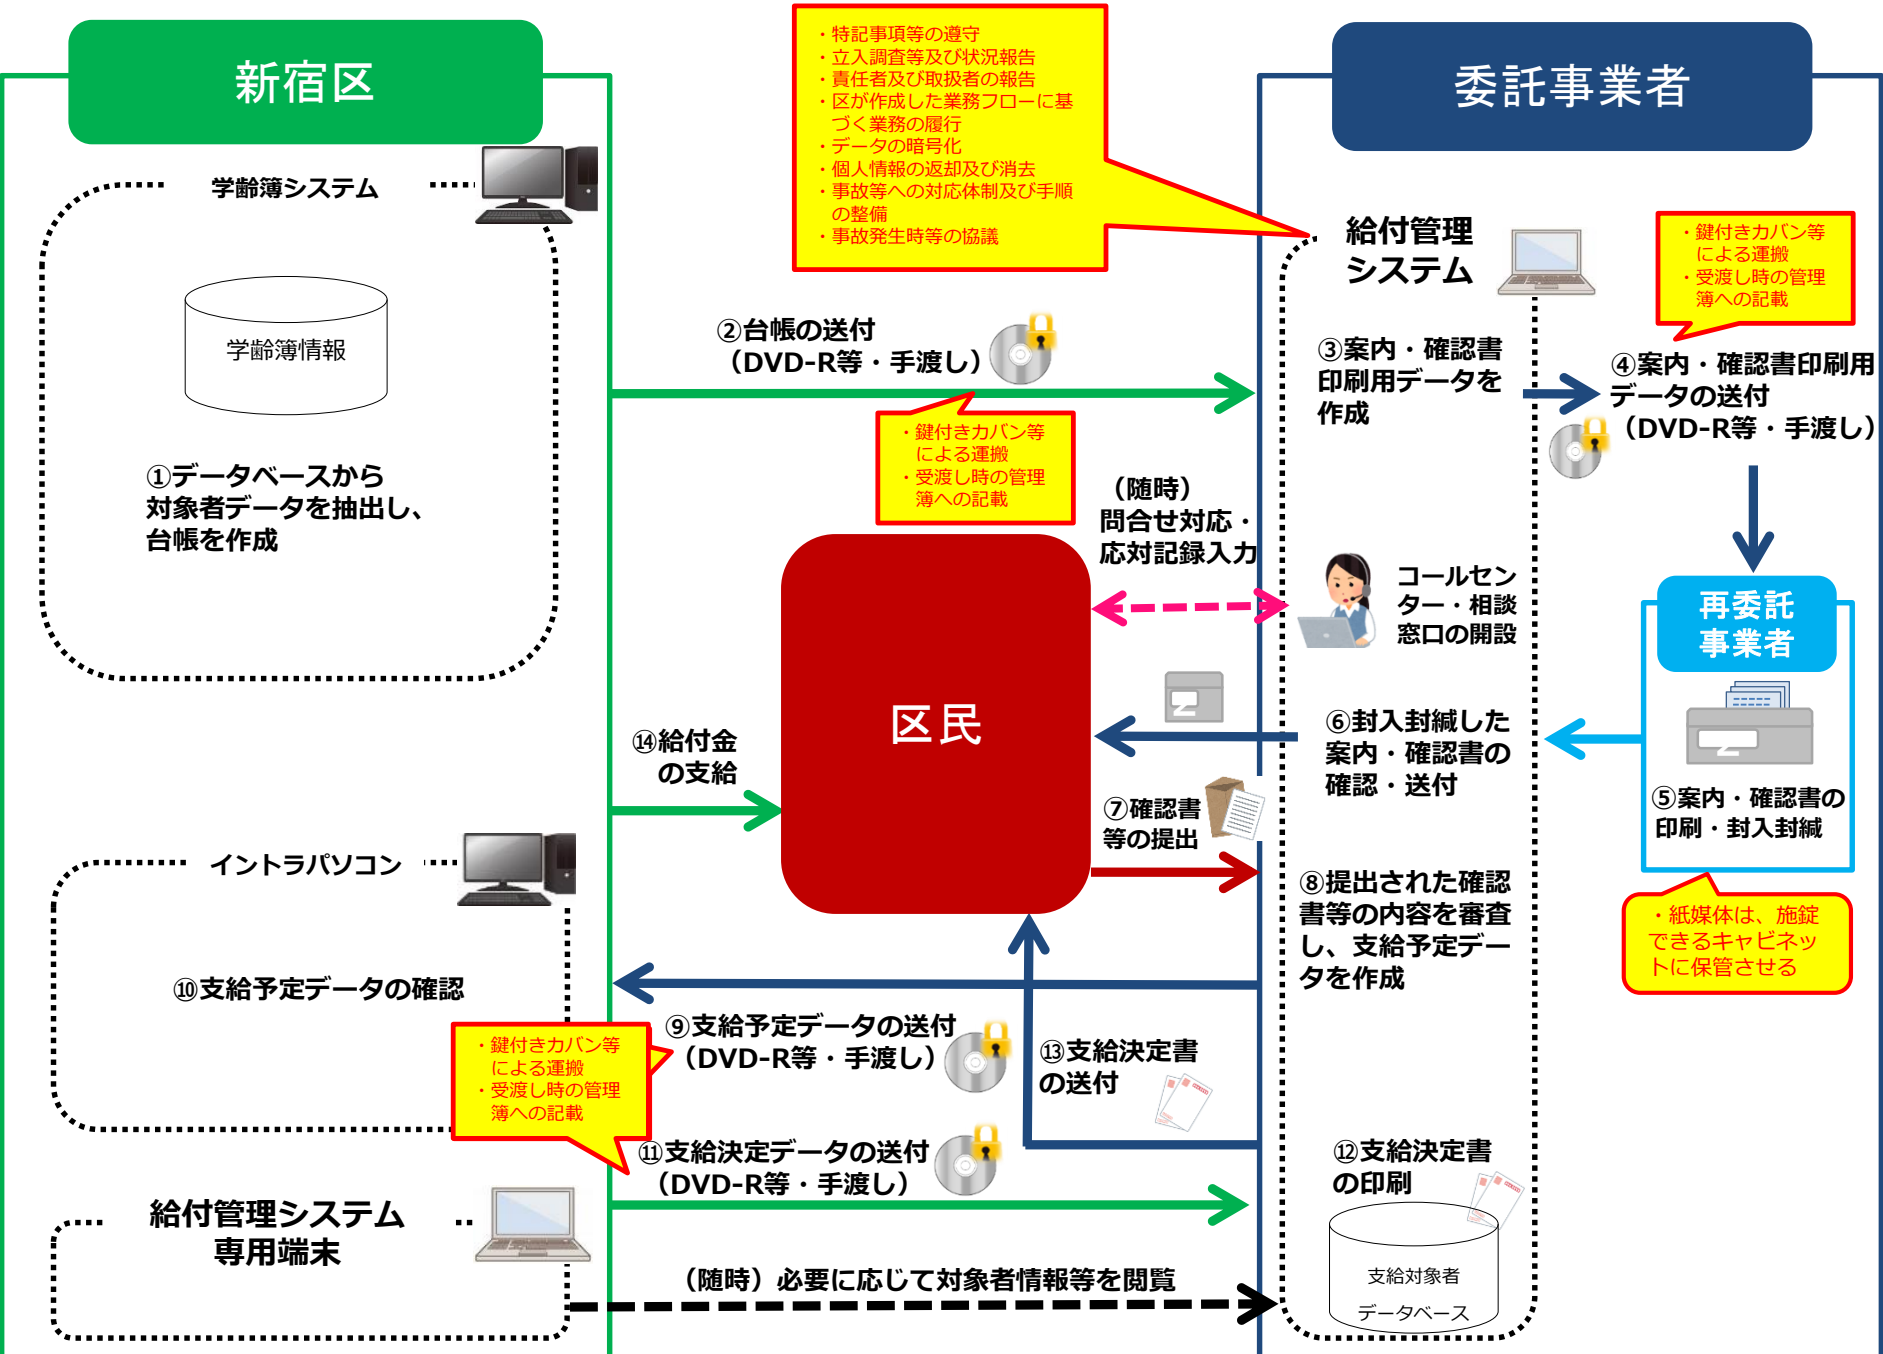 新宿区
学齢簿システム
学齢簿情報
①データベースから
対象者データを抽出し、
台帳を作成
・特記事項等の遵守
・立入調査等及び状況報告
・責任者及び取扱者の報告
・区が作成した業務フローに基
づく業務の履行
・データの暗号化
・個人情報の返却及び消去
・事故等への対応体制及び手順
の整備
・事故発生時等の協議
委託事業者
給付管理
システム
②台帳の送付
（DVD-R等・手渡し）
・鍵付きカバン等
による運搬
・受渡し時の管理
簿への記載
③案内・確認書
印刷用データを
作成
・鍵付きカバン等
による運搬
・受渡し時の管理
簿への記載
④案内・確認書印刷用
データの送付
（DVD-R等・手渡し）
（随時）
問合せ対応・
応対記録入力
コールセン
ター・相談
窓口の開設
再委託
事業者
⑤案内・確認書の
印刷・封入封緘
・紙媒体は、施錠
できるキャビネッ
トに保管させる
区民
⑥封入封緘した
案内・確認書の
確認・送付
⑭給付金
の支給
⑦確認書
等の提出
⑧提出された確認
書等の内容を審査
し、支給予定デー
タを作成
イントラパソコン
⑩支給予定データの確認
・鍵付きカバン等
による運搬
・受渡し時の管理
簿への記載
⑨支給予定データの送付
（DVD-R等・手渡し）
⑬支給決定書
の送付
⑪支給決定データの送付
（DVD-R等・手渡し）
⑫支給決定書
の印刷
給付管理システム
専用端末
（随時）必要に応じて対象者情報等を閲覧
支給対象者
データベース